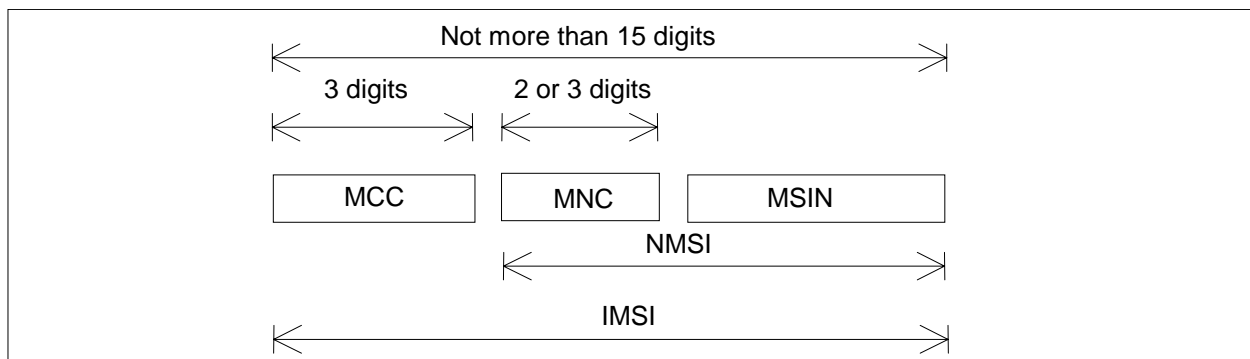 Not more than 15 digits
3 digits 2 or 3 digits
MCC MNC MSIN
NMSI
IMSI